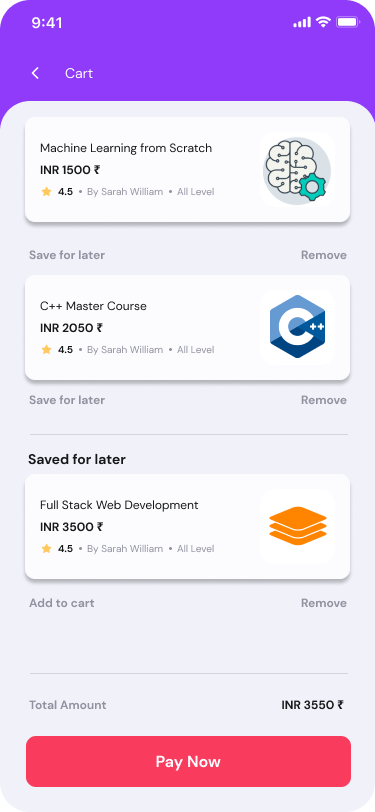 9:41
Cart
Machine Learning from Scratch
INR 1500 ₹
4.5 • By Sarah William • All Level
Save for later Remove
C++ Master Course
INR 2050 ₹
4.5 • By Sarah William • All Level
C++
Save for later Remove
Saved for later
Full Stack Web Development
INR 3500 ₹
4.5 • By Sarah William • All Level
Add to cart Remove
Total Amount INR 3550 ₹
Pay Now